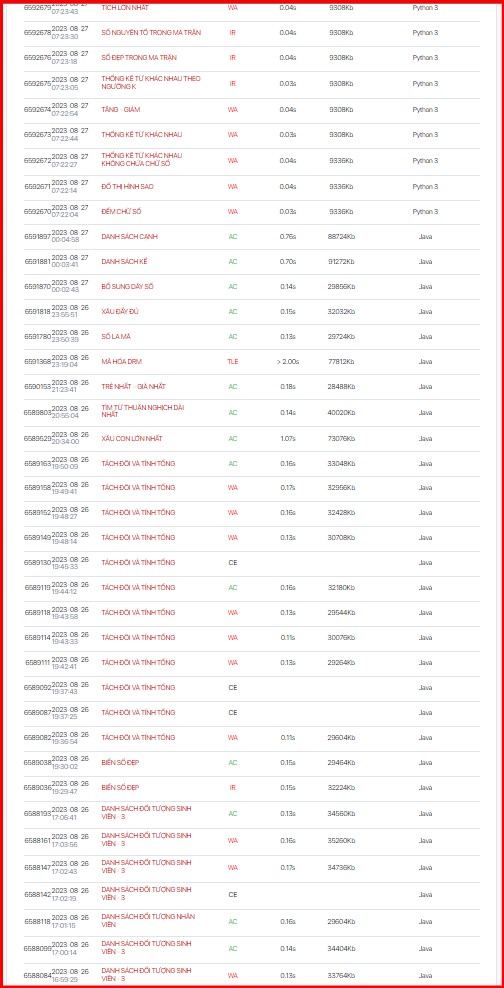 6592679 2023-08-27 07:23:43 TÍCH LỚN NHẤT WA 0.04s 9308Kb Python 3
6592678 2023-08-27 07:23:30 SỐ NGUYÊN TỐ TRONG MA TRẬN IR 0.04s 9308Kb Python 3
6592676 2023-08-27 07:23:18 SỐ ĐẸP TRONG MA TRẬN IR 0.04s 9308Kb Python 3
6592675 2023-08-27 07:23:05 THỐNG KÊ TỪ KHÁC NHAU THEO NGƯỠNG K IR 0.03s 9308Kb Python 3
6592674 2023-08-27 07:22:54 TĂNG - GIẢM WA 0.04s 9308Kb Python 3
6592673 2023-08-27 07:22:44 THỐNG KÊ TỪ KHÁC NHAU WA 0.03s 9308Kb Python 3
6592672 2023-08-27 07:22:27 THỐNG KÊ TỪ KHÁC NHAU KHÔNG CHỨA CHỮ SỐ WA 0.04s 9336Kb Python 3
6592671 2023-08-27 07:22:14 ĐỒ THỊ HÌNH SAO WA 0.04s 9336Kb Python 3
6592670 2023-08-27 07:22:04 ĐẾM CHỮ SỐ WA 0.03s 9336Kb Python 3
6591897 2023-08-27 00:04:58 DANH SÁCH CẠNH AC 0.76s 88724Kb Java
6591881 2023-08-27 00:03:41 DANH SÁCH KỀ AC 0.70s 91272Kb Java
6591870 2023-08-27 00:02:43 BỔ SUNG DÃY SỐ AC 0.14s 29856Kb Java
6591818 2023-08-26 23:55:51 XÂU ĐẦY ĐỦ AC 0.15s 32032Kb Java
6591780 2023-08-26 23:50:39 SỐ LA MÃ AC 0.13s 29724Kb Java
6591368 2023-08-26 23:19:04 MÃ HÓA DRM TLE > 2.00s 77812Kb Java
6590153 2023-08-26 21:23:41 TRẺ NHẤT - GIÀ NHẤT AC 0.18s 28488Kb Java
6589803 2023-08-26 20:55:04 TÌM TỪ THUẬN NGHỊCH DÀI NHẤT AC 0.14s 40020Kb Java
6589529 2023-08-26 20:34:00 XÂU CON LỚN NHẤT AC 1.07s 73076Kb Java
6589163 2023-08-26 19:50:09 TÁCH ĐÔI VÀ TÍNH TỔNG AC 0.16s 33048Kb Java
6589158 2023-08-26 19:49:41 TÁCH ĐÔI VÀ TÍNH TỔNG WA 0.17s 32956Kb Java
6589152 2023-08-26 19:48:27 TÁCH ĐÔI VÀ TÍNH TỔNG WA 0.16s 32428Kb Java
6589149 2023-08-26 19:48:14 TÁCH ĐÔI VÀ TÍNH TỔNG WA 0.13s 30708Kb Java
6589130 2023-08-26 19:45:33 TÁCH ĐÔI VÀ TÍNH TỔNG CE Java
6589119 2023-08-26 19:44:12 TÁCH ĐÔI VÀ TÍNH TỔNG AC 0.16s 32180Kb Java
6589118 2023-08-26 19:43:58 TÁCH ĐÔI VÀ TÍNH TỔNG WA 0.13s 29544Kb Java
6589114 2023-08-26 19:43:33 TÁCH ĐÔI VÀ TÍNH TỔNG WA 0.11s 30076Kb Java
6589111 2023-08-26 19:42:41 TÁCH ĐÔI VÀ TÍNH TỔNG WA 0.13s 29264Kb Java
6589092 2023-08-26 19:37:43 TÁCH ĐÔI VÀ TÍNH TỔNG CE Java
6589087 2023-08-26 19:37:25 TÁCH ĐÔI VÀ TÍNH TỔNG CE Java
6589082 2023-08-26 19:36:54 TÁCH ĐÔI VÀ TÍNH TỔNG WA 0.11s 29604Kb Java
6589038 2023-08-26 19:30:02 BIỂN SỐ ĐẸP AC 0.15s 29464Kb Java
6589036 2023-08-26 19:29:47 BIỂN SỐ ĐẸP IR 0.15s 32224Kb Java
6588193 2023-08-26 17:06:41 DANH SÁCH ĐỐI TƯỢNG SINH VIÊN - 3 AC 0.13s 34560Kb Java
6588161 2023-08-26 17:03:56 DANH SÁCH ĐỐI TƯỢNG SINH VIÊN - 3 WA 0.16s 35260Kb Java
6588147 2023-08-26 17:02:43 DANH SÁCH ĐỐI TƯỢNG SINH VIÊN - 3 WA 0.17s 34736Kb Java
6588142 2023-08-26 17:02:19 DANH SÁCH ĐỐI TƯỢNG SINH VIÊN - 3 CE Java
6588118 2023-08-26 17:01:15 DANH SÁCH ĐỐI TƯỢNG NHÂN VIÊN AC 0.16s 29604Kb Java
6588099 2023-08-26 17:00:14 DANH SÁCH ĐỐI TƯỢNG SINH VIÊN - 3 AC 0.14s 34404Kb Java
6588084 2023-08-26 16:59:29 DANH SÁCH ĐỐI TƯỢNG SINH VIÊN - 3 WA 0.13s 33764Kb Java